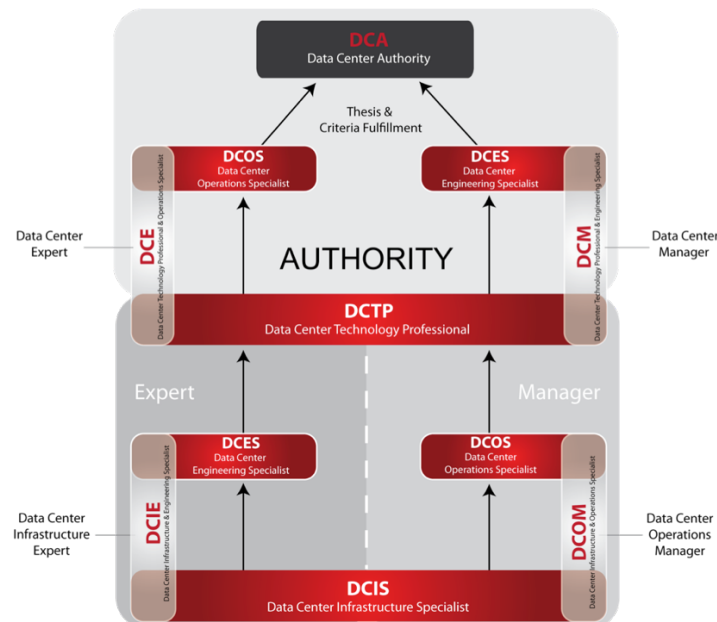 DCA
Data Center Authority
Thesis &
Criteria Fulfillment
DCOS
Data Center
Operations Specialist
DCES
Data Center
Engineering Specialist
Data Center
Expert
DCE
Data Center Technology Professional & Operations Specialist
AUTHORITY
DCM
Data Center Technology Professional & Engineering Specialist
Data Center
Manager
DCTP
Data Center Technology Professional
Expert
Manager
DCES
Data Center
Engineering Specialist
DCOS
Data Center
Operations Specialist
Data Center
Infrastructure
Expert
DCIE
Data Center Infrastructure & Engineering Specialist
DCOM
Data Center Infrastructure & Operations Specialist
Data Center
Operations
Manager
DCIS
Data Center Infrastructure Specialist